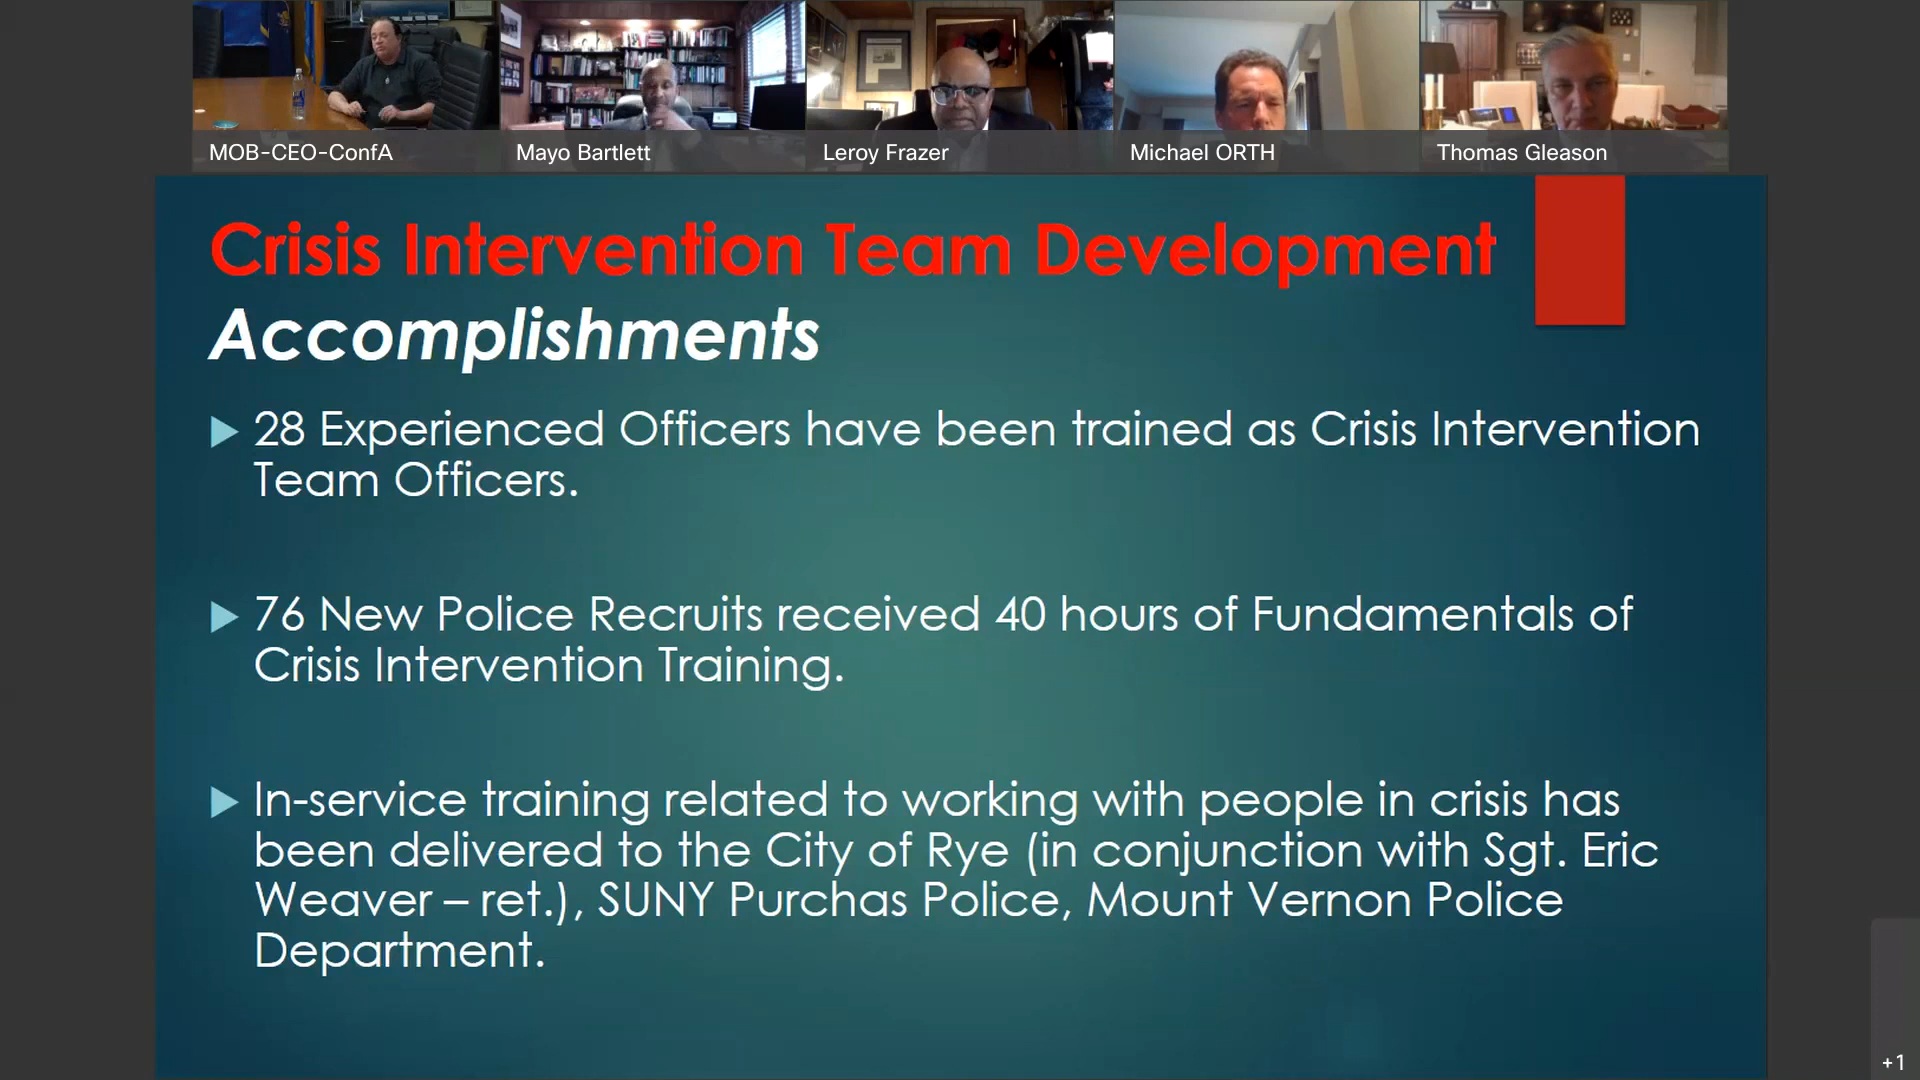 MOB-CEO-ConfA
Mayo Bartlett
Leroy Frazer
Michael ORTH
Thomas Gleason
Crisis Intervention Team Development
Accomplishments
28 Experienced Officers have been trained as Crisis Intervention
Team Officers.
76 New Police Recruits received 40 hours of Fundamentals of
Crisis Intervention Training.
In-service training related to working with people in crisis has
been delivered to the City of Rye (in conjunction with Sgt. Eric
Weaver – ret.), SUNY Purchas Police, Mount Vernon Police
Department.
+1